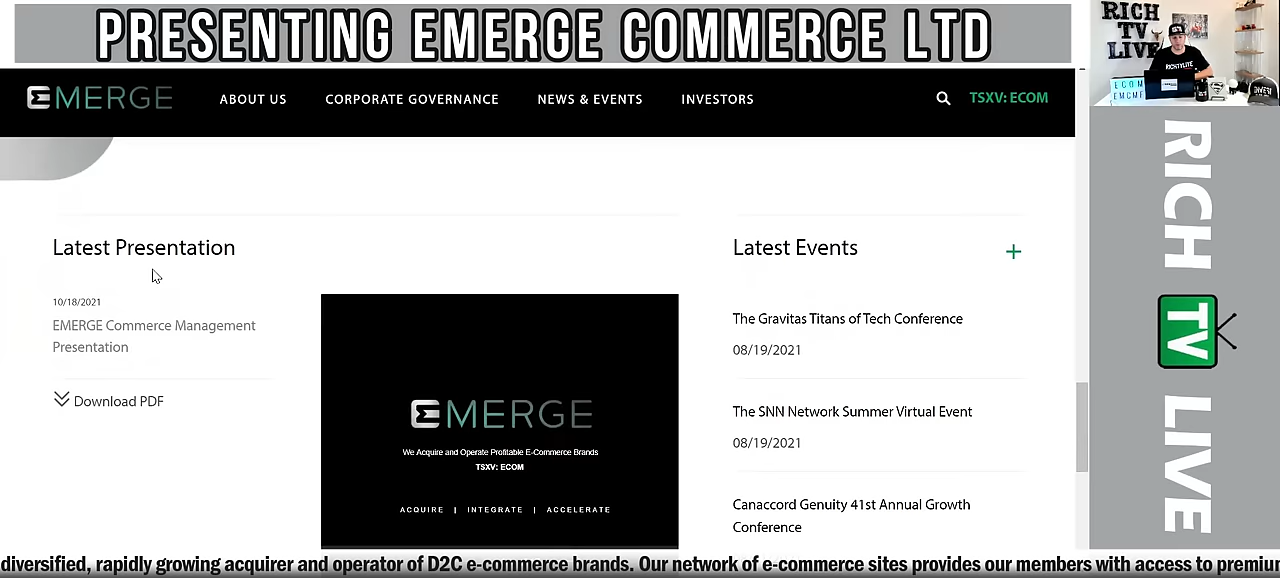 PRESENTING EMERGE COMMERCE LTD
RICH
TV
LIVE
EMERGE
ABOUT US
CORPORATE GOVERNANCE
NEWS & EVENTS
INVESTORS
TSXV: ECOM
Latest Presentation
10/18/2021
EMERGE Commerce Management
Presentation
Download PDF
EMERGE
We Acquire and Operate Profitable E-Commerce Brands
TSXV: ECOM
ACQUIRE | INTEGRATE | ACCELERATE
Latest Events
+
The Gravitas Titans of Tech Conference
08/19/2021
The SNN Network Summer Virtual Event
08/19/2021
Canaccord Genuity 41st Annual Growth
Conference
RICH
TV
LIVE
diversified, rapidly growing acquirer and operator of D2C e-commerce brands. Our network of e-commerce sites provides our members with access to premiu